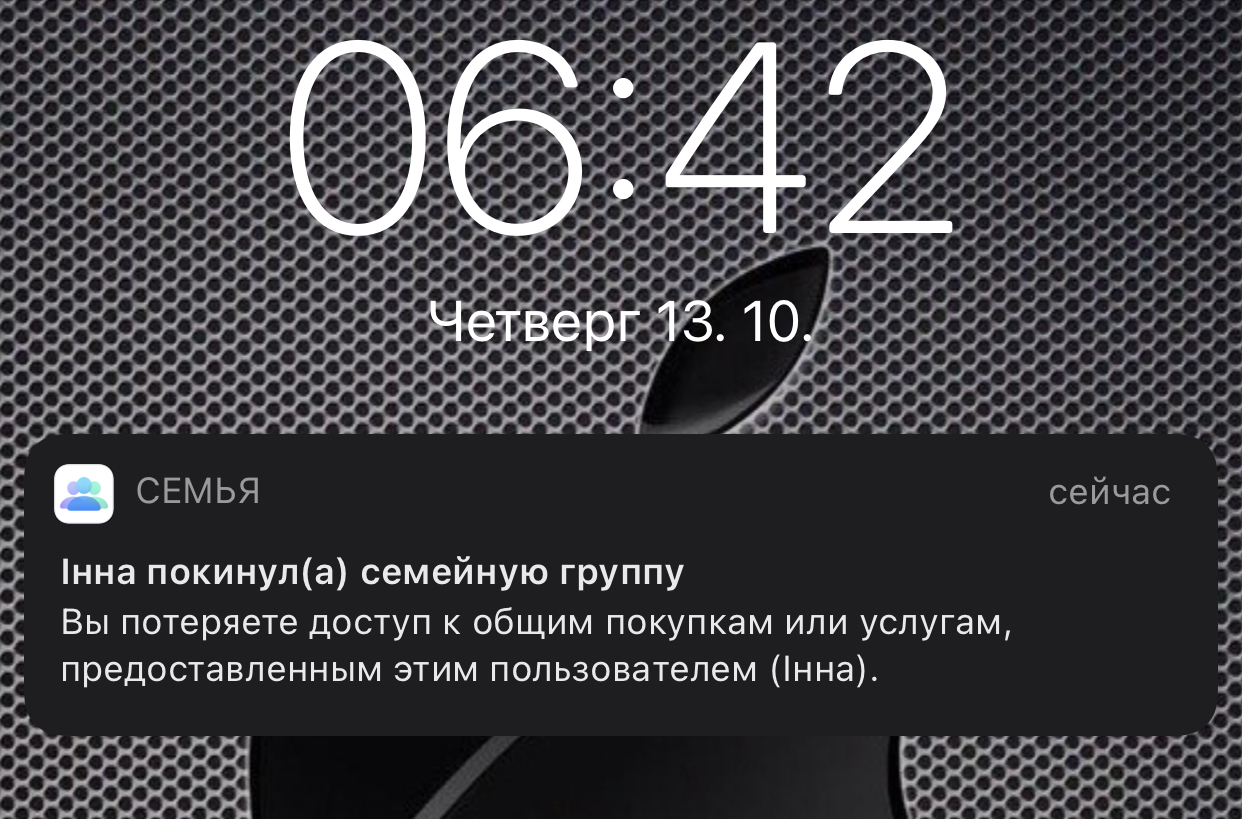 06:42
Четверг 13. 10.
СЕМЬЯ
сейчас
Інна покинул(а) семейную группу
Вы потеряете доступ к общим покупкам или услугам,
предоставленным этим пользователем (Інна).